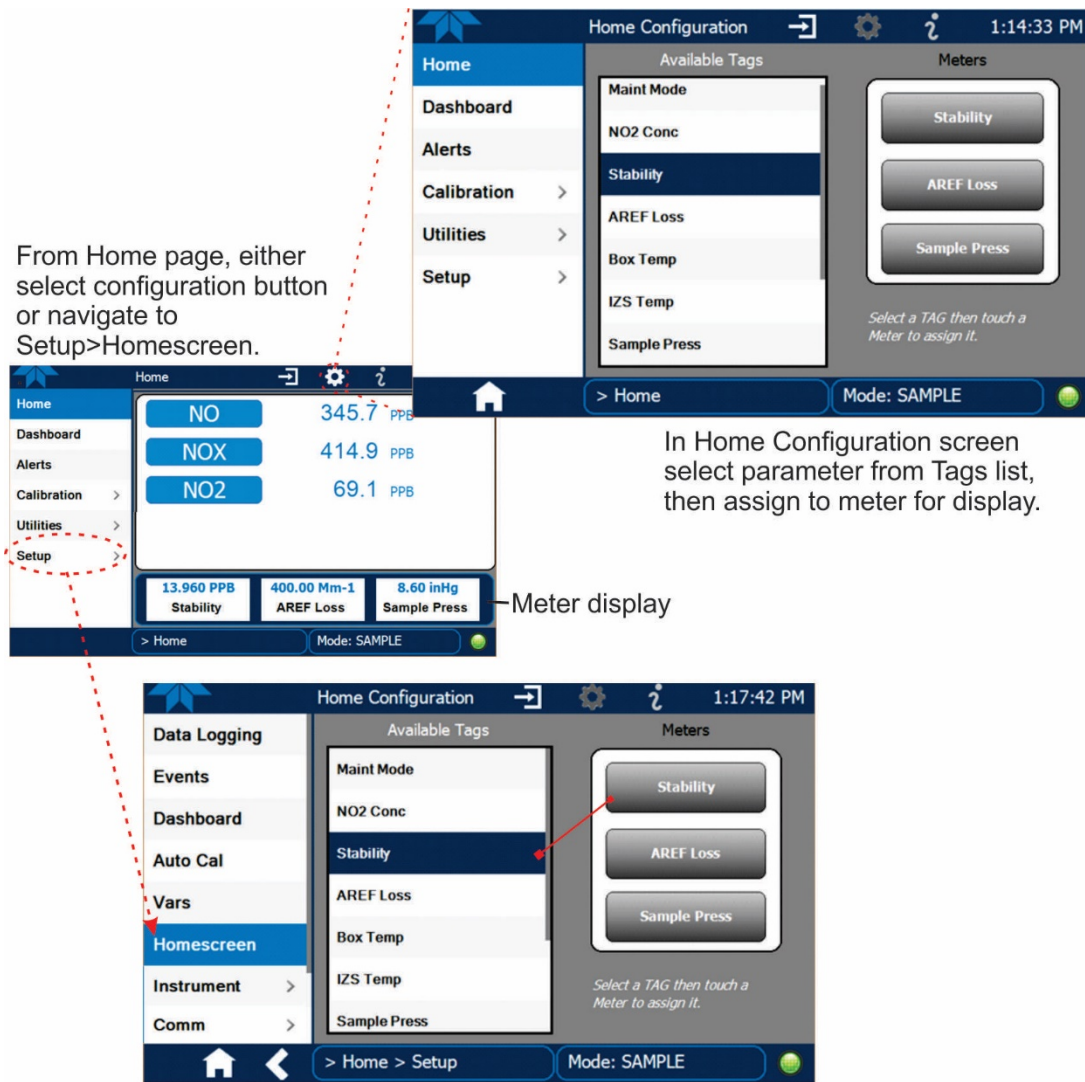 Home Configuration 1:14:33 PM
Home
Dashboard
Alerts
Calibration >
Utilities >
Setup >
Available Tags
Maint Mode
NO2 Conc
Stability
AREF Loss
Box Temp
IZS Temp
Sample Press
Meters
Stability
AREF Loss
Sample Press
Select a TAG then touch a
Meter to assign it.
> Home
Mode: SAMPLE
From Home page, either
select configuration button
or navigate to
Setup>Homescreen.
In Home Configuration screen
select parameter from Tags list,
then assign to meter for display.
Home
Home
Dashboard
Alerts
Calibration >
Utilities >
Setup >
NO 345.7 PPB
NOX 414.9 PPB
NO2 69.1 PPB
13.960 PPB
Stability
400.00 Mm-1
AREF Loss
8.60 inHg
Sample Press
Meter display
> Home
Mode: SAMPLE
Home Configuration 1:17:42 PM
Data Logging
Events
Dashboard
Auto Cal
Vars
Homescreen
Instrument >
Comm >
Available Tags
Maint Mode
NO2 Conc
Stability
AREF Loss
Box Temp
IZS Temp
Sample Press
Meters
Stability
AREF Loss
Sample Press
Select a TAG then touch a
Meter to assign it.
> Home > Setup
Mode: SAMPLE